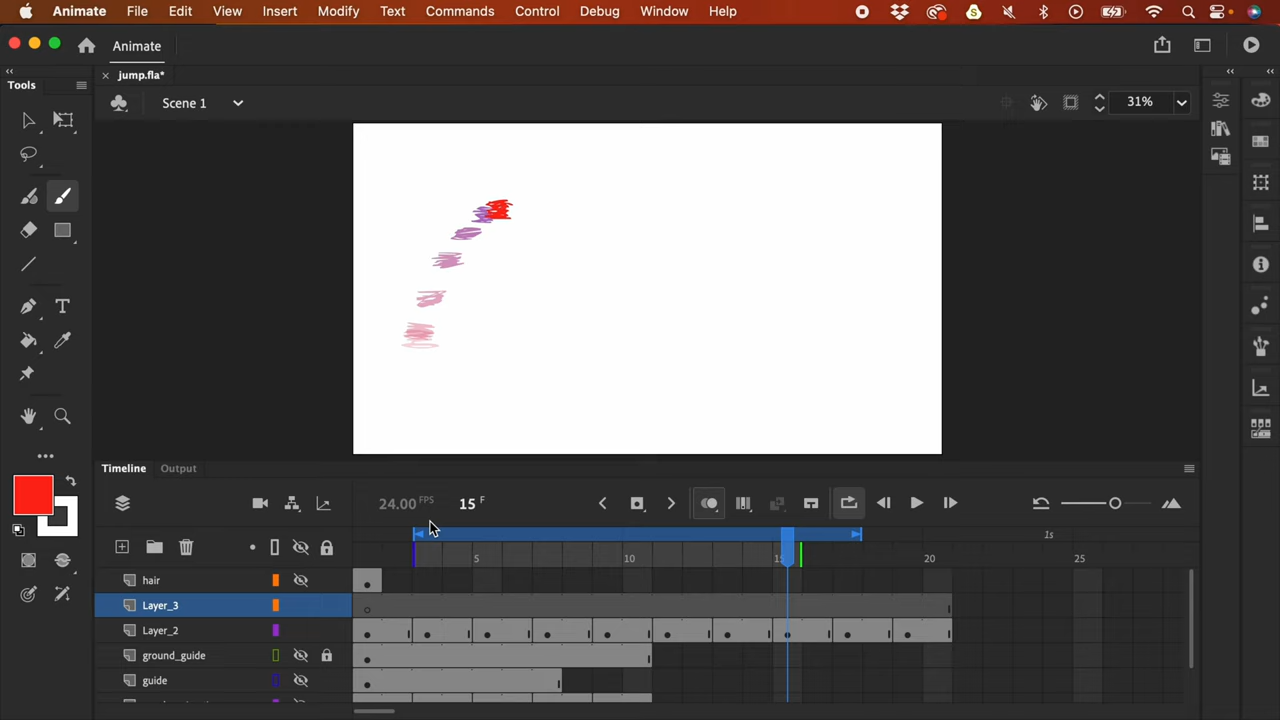 Animate File Edit View Insert Modify Text Commands Control Debug Window Help
Animate
Tools
jump.fla*
Scene 1
31%
T
Timeline Output
24.00 FPS 15 F
5 10 15 20 1s 25
hair
Layer_3
Layer_2
ground_guide
guide